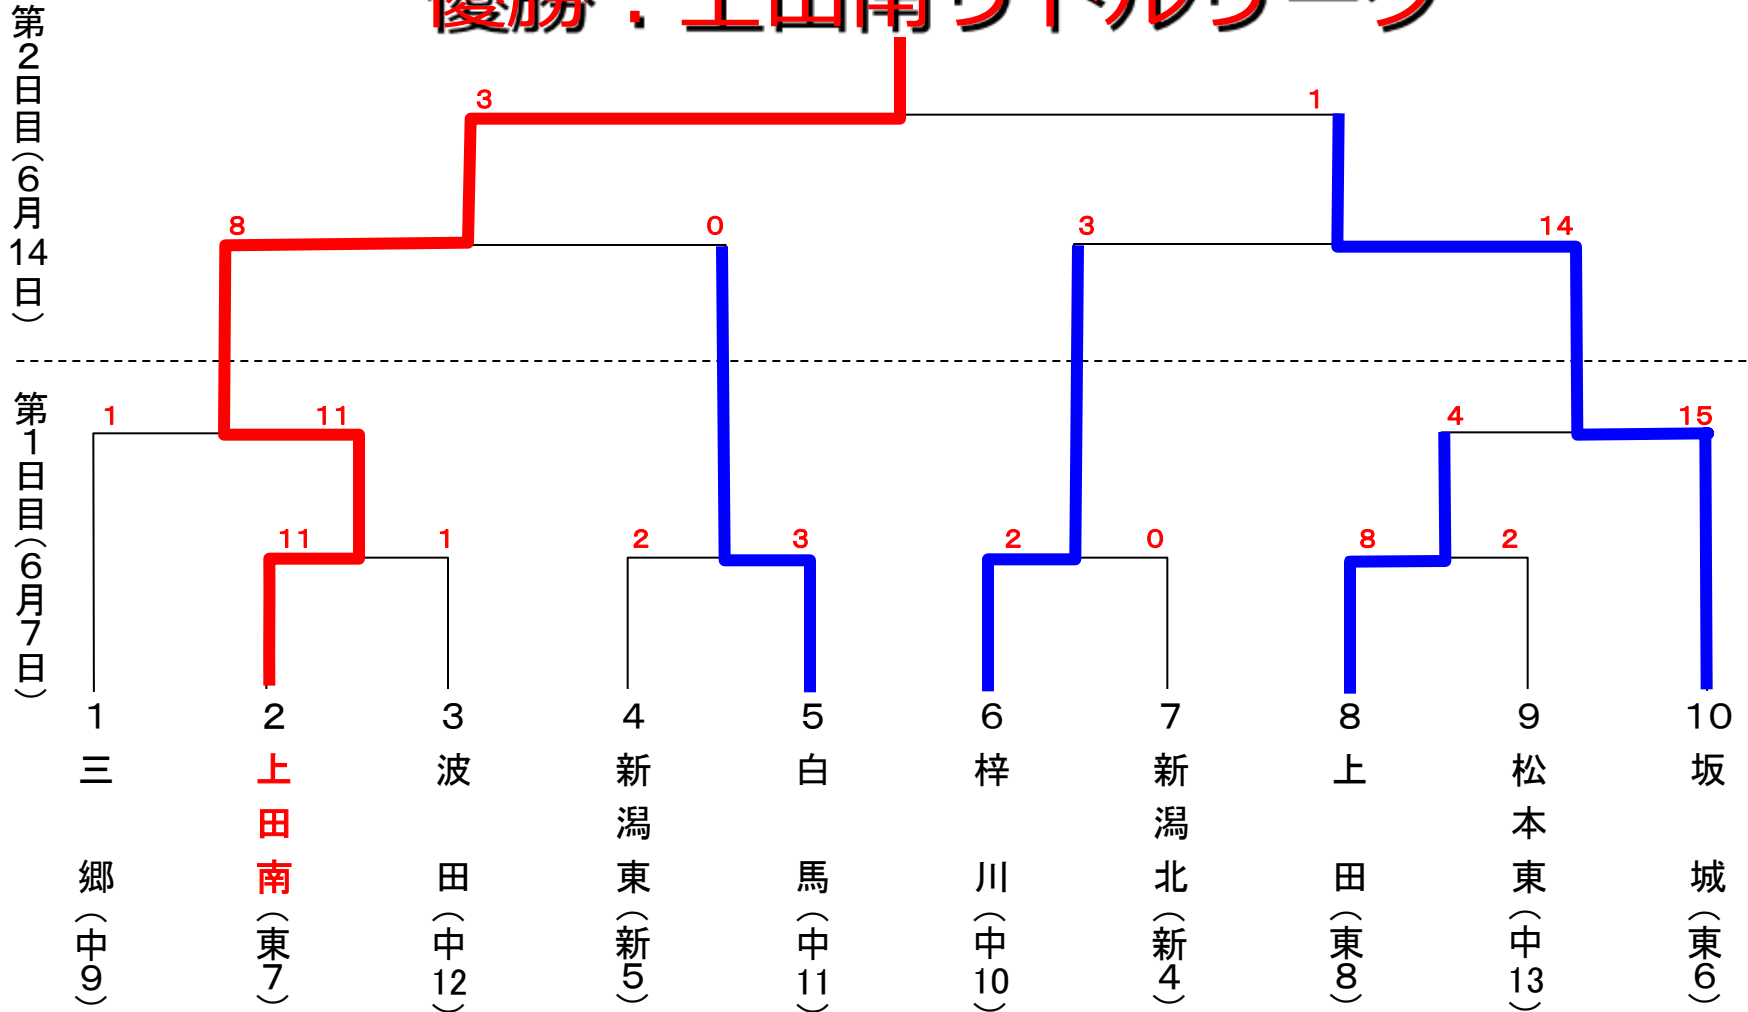 優勝：上田南リトルリーグ
第2日目（6月14日）
3
1
8
0
3
14
第1日目（6月7日）
1
11
4
15
11
1
2
3
2
0
8
2
1
2
3
4
5
6
7
8
9
10
三郷（中9）
上田南（東7）
波田（中12）
新潟東（新5）
白馬（中11）
梓川（中10）
新潟北（新4）
上田（東8）
松本東（中13）
坂城（東6）